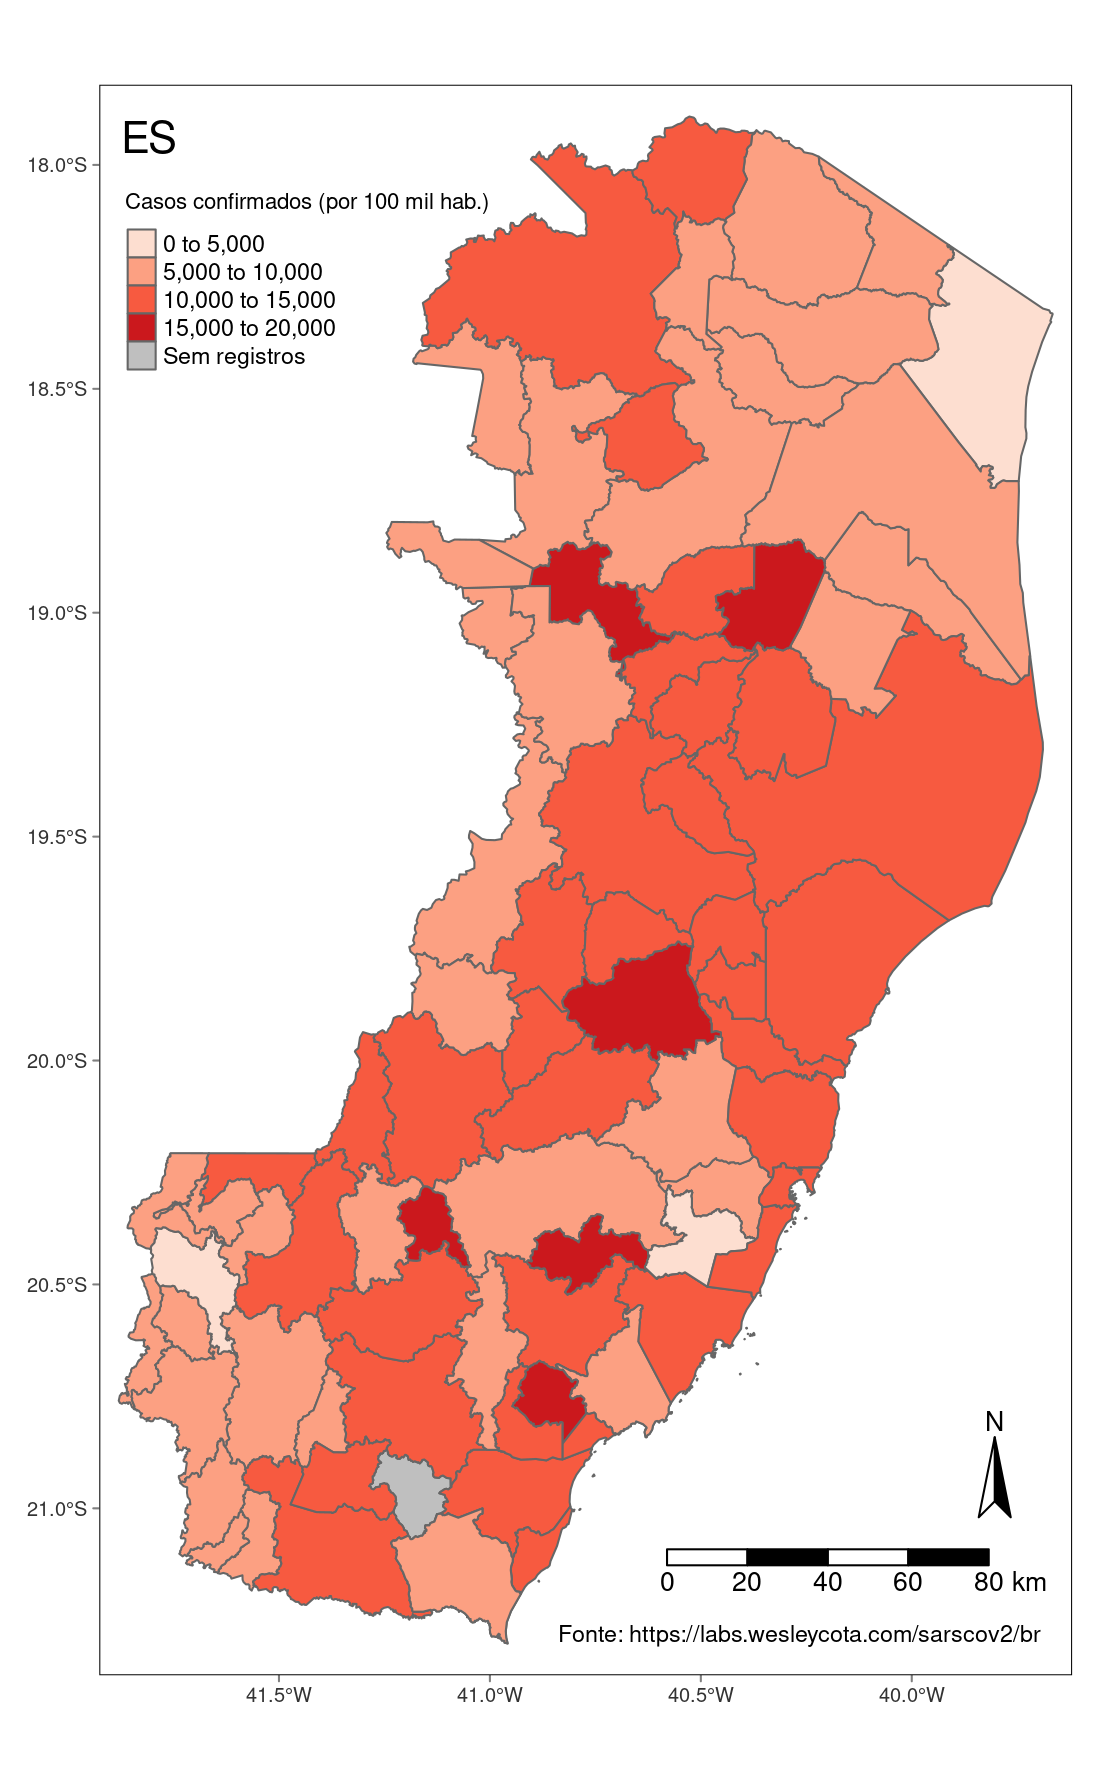 ES
Casos confirmados (por 100 mil hab.)
0 to 5,000
5,000 to 10,000
10,000 to 15,000
15,000 to 20,000
Sem registros
18.0°S
18.5°S
19.0°S
19.5°S
20.0°S
20.5°S
21.0°S
N
0 20 40 60 80 km
Fonte: https://labs.wesleycota.com/sarscov2/br
41.5°W 41.0°W 40.5°W 40.0°W